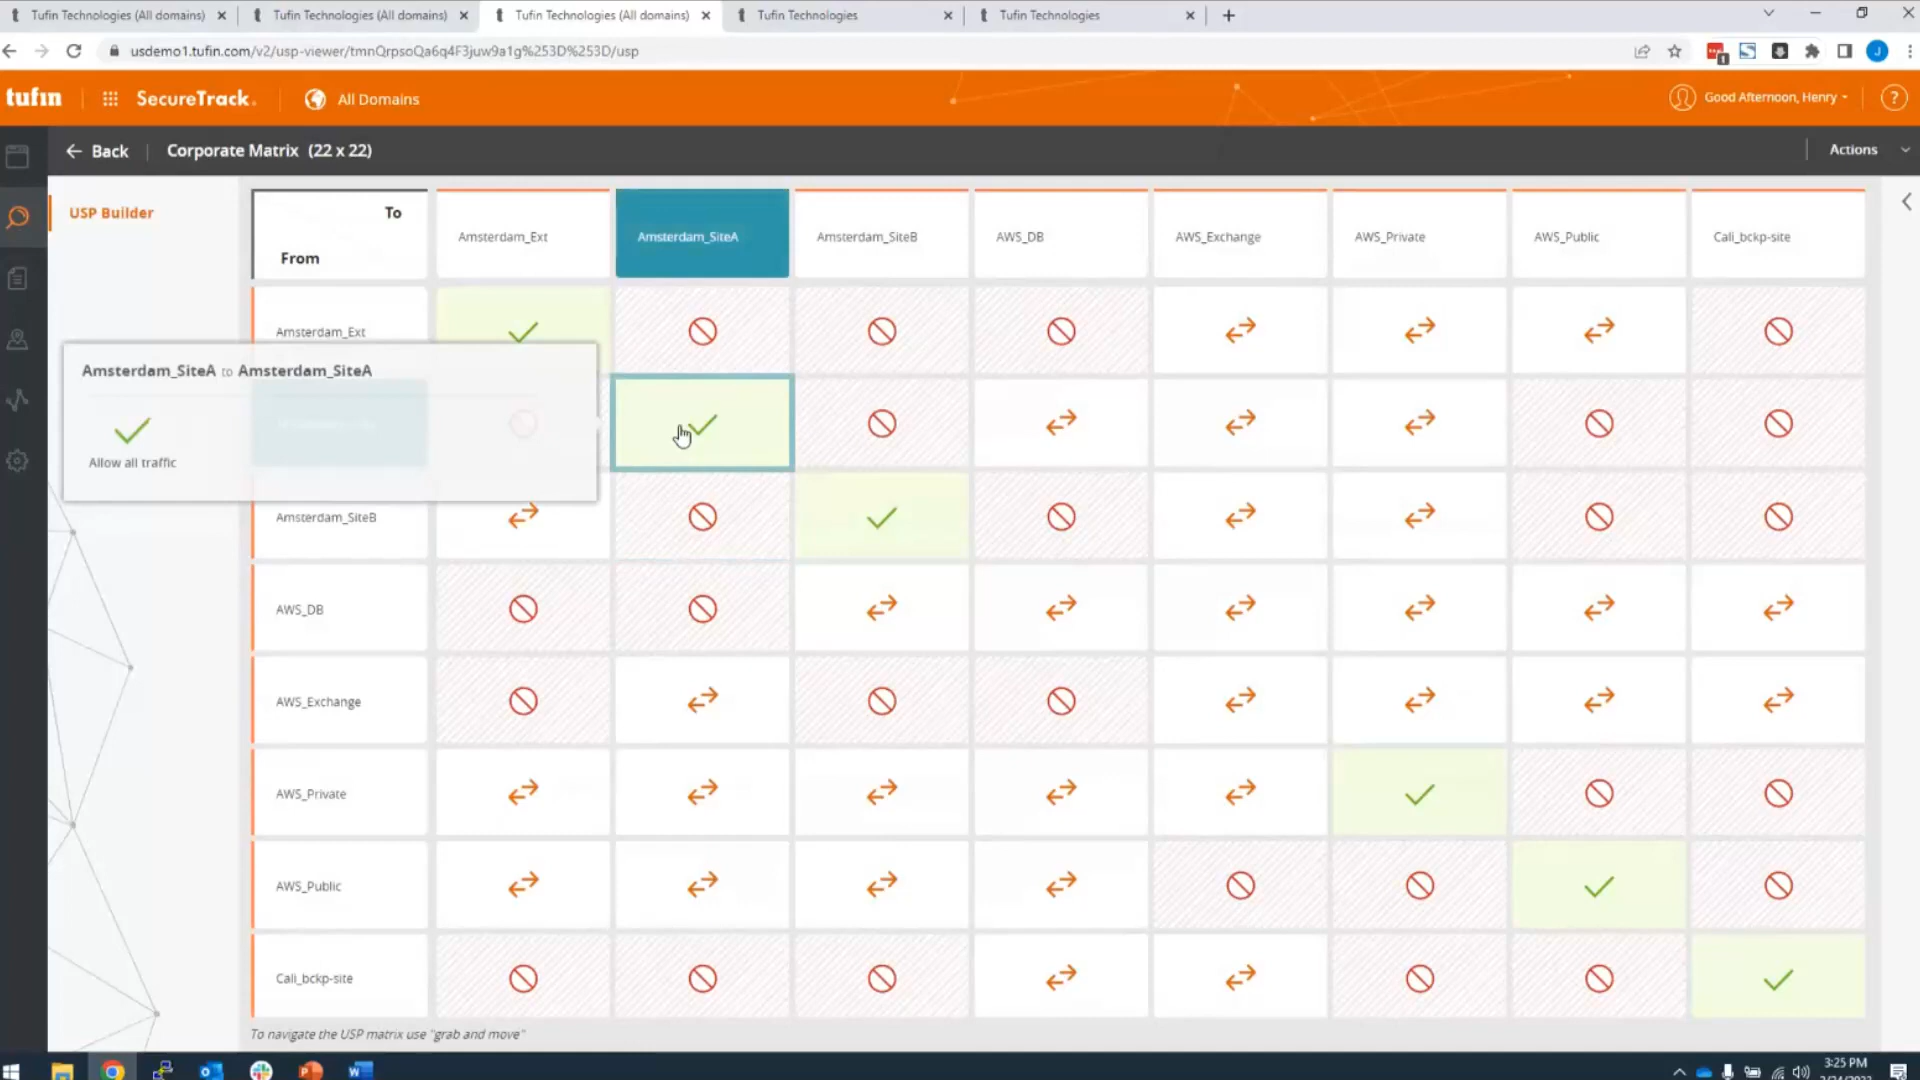 Tufin Technologies (All domains)
Tufin Technologies (All domains)
Tufin Technologies (All domains)
Tufin Technologies
Tufin Technologies
usdemo1.tufin.com/v2/usp-viewer/tmnQrpsoQa6q4F3juw9a1g%253D%253D/usp
1
J
tufin
SecureTrack.
All Domains
Good Afternoon, Henry
?
Back
Corporate Matrix (22 x 22)
Actions
USP Builder
To
From
Amsterdam_Ext
Amsterdam_SiteA
Amsterdam_SiteB
AWS_DB
AWS_Exchange
AWS_Private
AWS_Public
Cali_bckp-site
Amsterdam_Ext
Amsterdam_SiteA to Amsterdam_SiteA
Allow all traffic
Amsterdam_SiteB
AWS_DB
AWS_Exchange
AWS_Private
AWS_Public
Cali_bckp-site
To navigate the USP matrix use "grab and move"
3:25 PM